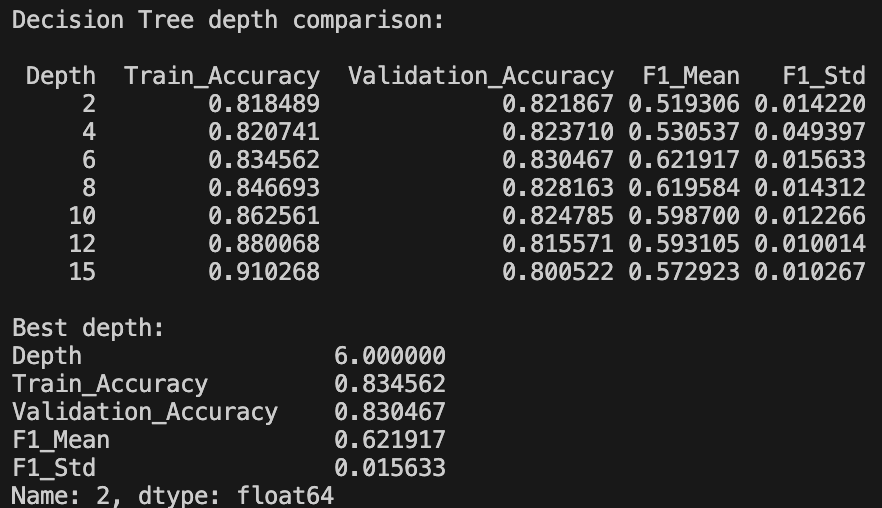 Decision Tree depth comparison:
Depth Train_Accuracy Validation_Accuracy F1_Mean F1_Std
2 0.818489 0.821867 0.519306 0.014220
4 0.820741 0.823710 0.530537 0.049397
6 0.834562 0.830467 0.621917 0.015633
8 0.846693 0.828163 0.619584 0.014312
10 0.862561 0.824785 0.598700 0.012266
12 0.880068 0.815571 0.593105 0.010014
15 0.910268 0.800522 0.572923 0.010267
Best depth:
Depth 6.000000
Train_Accuracy 0.834562
Validation_Accuracy 0.830467
F1_Mean 0.621917
F1_Std 0.015633
Name: 2, dtype: float64